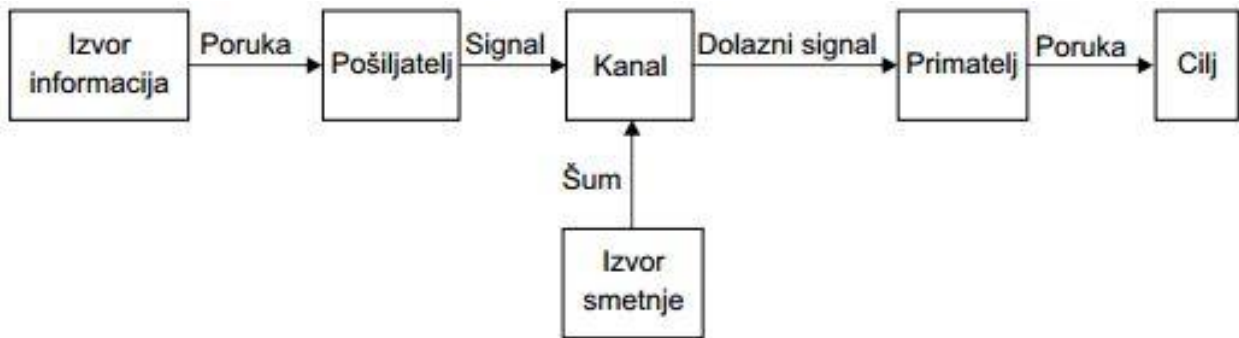 Izvor
informacija
Poruka
Pošiljatelj
Signal
Kanal
Dolazni signal
Primatelj
Poruka
Cilj
Šum
Izvor
smetnje